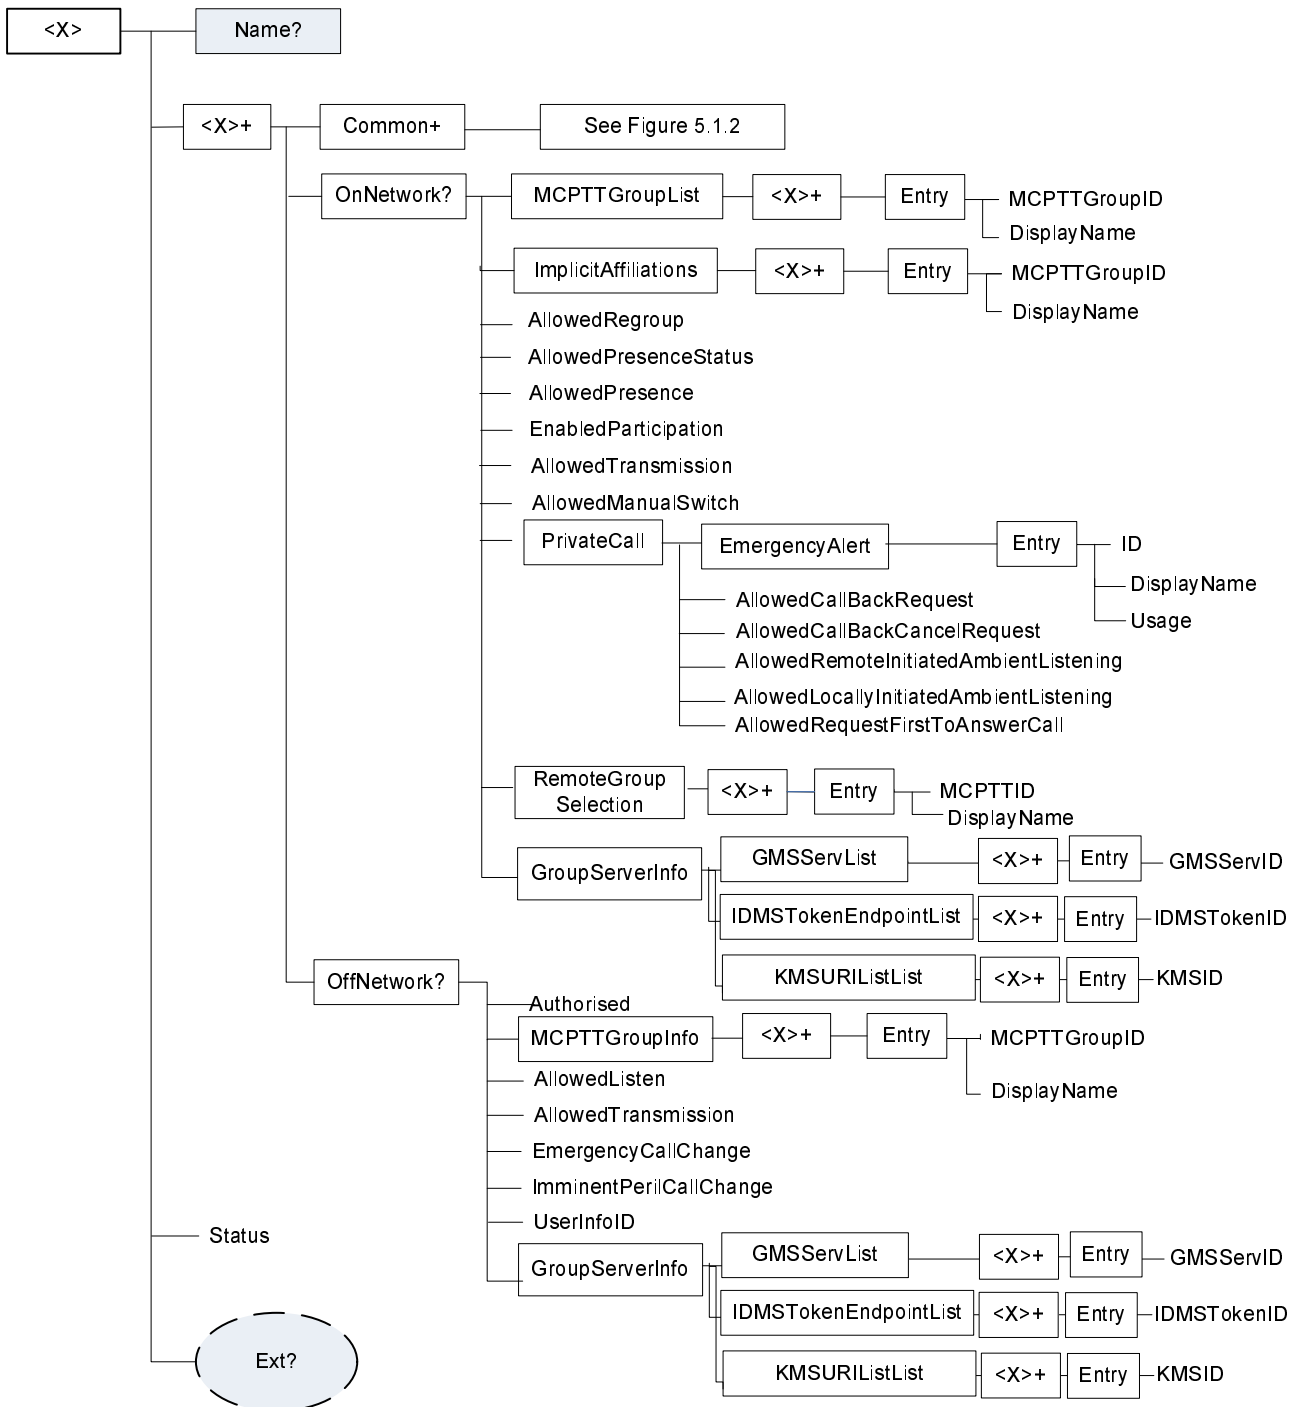 <X>
Name?
<X>+
Common+
See Figure 5.1.2
OnNetwork?
MCPTTGroupList
<X>+
Entry
MCPTTGroupID
DisplayName
ImplicitAffiliations
<X>+
Entry
MCPTTGroupID
DisplayName
AllowedRegroup
AllowedPresenceStatus
AllowedPresence
EnabledParticipation
AllowedTransmission
AllowedManualSwitch
PrivateCall
EmergencyAlert
Entry
ID
DisplayName
Usage
AllowedCallBackRequest
AllowedCallBackCancelRequest
AllowedRemoteInitiatedAmbientListening
AllowedLocallyInitiatedAmbientListening
AllowedRequestFirstToAnswerCall
RemoteGroup
Selection
<X>+
Entry
MCPTTID
DisplayName
GroupServerInfo
GMSServList
<X>+
Entry
GMSServID
IDMSTokenEndpointList
<X>+
Entry
IDMSTokenID
KMSURIListList
<X>+
Entry
KMSID
OffNetwork?
Authorised
MCPTTGroupInfo
<X>+
Entry
MCPTTGroupID
DisplayName
AllowedListen
AllowedTransmission
EmergencyCallChange
ImminentPerilCallChange
UserInfoID
GroupServerInfo
GMSServList
<X>+
Entry
GMSServID
IDMSTokenEndpointList
<X>+
Entry
IDMSTokenID
KMSURIListList
<X>+
Entry
KMSID
Status
Ext?